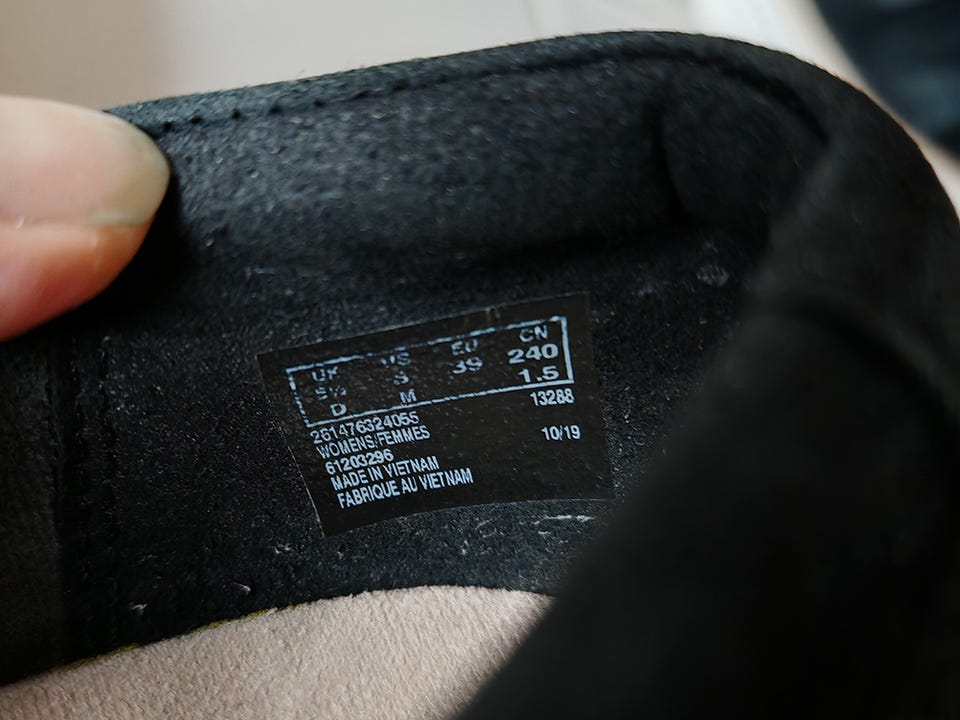 UK US EU CN
5½ 8 39 240
D M 1.5
261476324055 13288
WOMENS/FEMMES
61203296 10/19
MADE IN VIETNAM
FABRIQUE AU VIETNAM